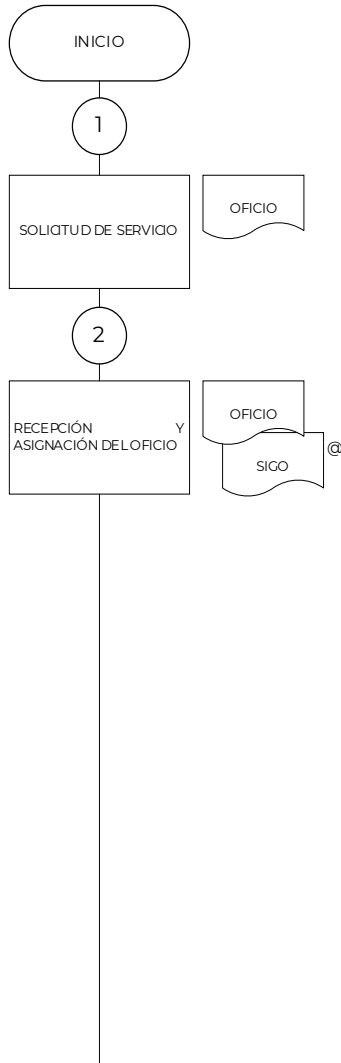 INICIO
1
SOLICITUD DE SERVICIO
OFICIO
2
RECEPCIÓN Y
ASIGNACIÓN DEL OFICIO
OFICIO
SIGO
@